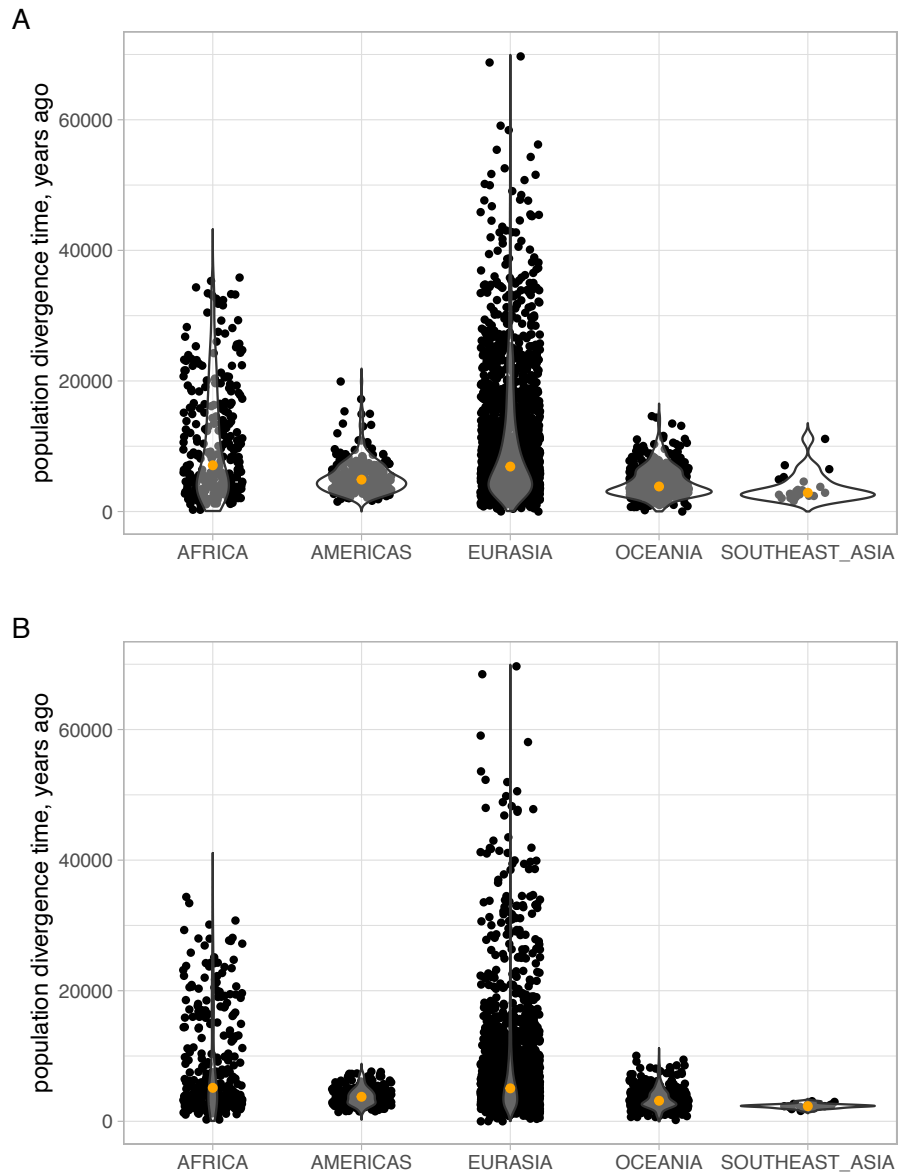 A
population divergence time, years ago
60000
40000
20000
0
AFRICA AMERICAS EURASIA OCEANIA SOUTHEAST_ASIA
B
population divergence time, years ago
60000
40000
20000
0
AFRICA AMERICAS EURASIA OCEANIA SOUTHEAST_ASIA